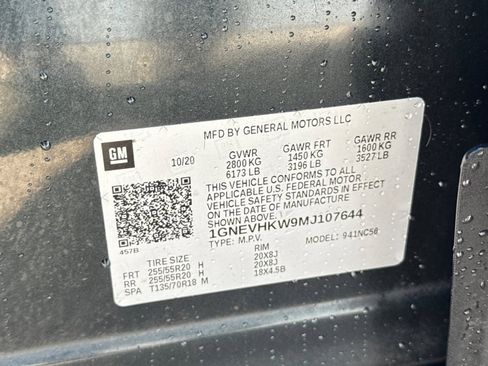 MFD BY GENERAL MOTORS LLC
GM
10/20
GVWR GAWR FRT GAWR RR
2800 KG 1450 KG 1600 KG
6173 LB 3196 LB 3527 LB
THIS VEHICLE CONFORMS TO ALL
APPLICABLE U.S. FEDERAL MOTOR
VEHICLE SAFETY STANDARDS IN EFFECT
ON THE DATE OF MANUFACTURE
SHOWN ABOVE.
1GNEVHKW9MJ107644
TYPE: M.P.V. MODEL: 941NC56
457B
TIRE SIZE RIM
FRT 255/55R20 H 20X8J
RR 255/55R20 H 20X8J
SPA T135/70R18 M 18X4.5B